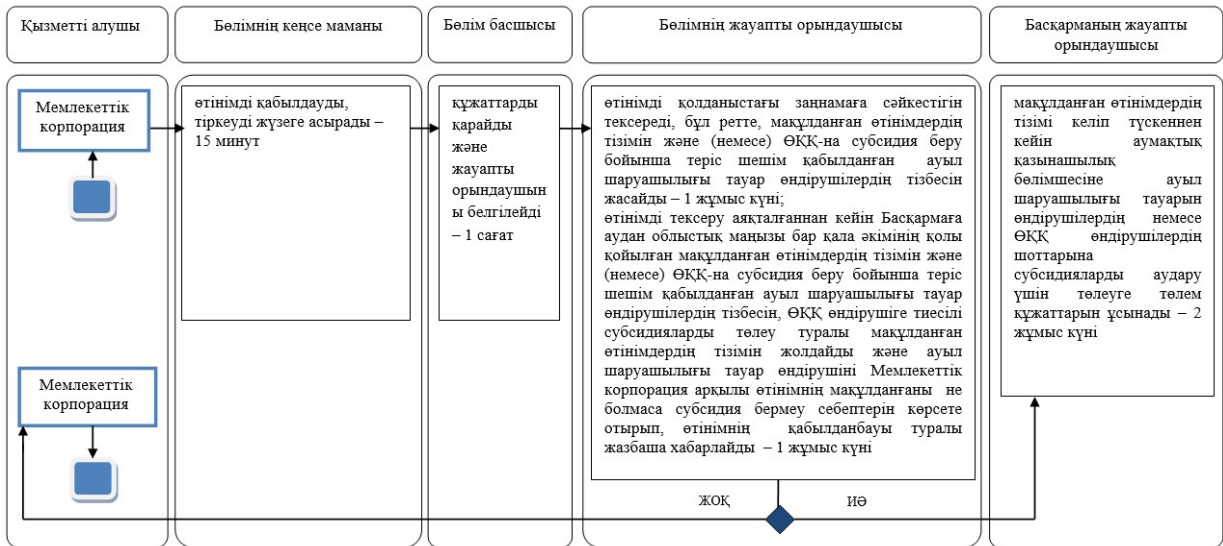 Қызметті алушы
Бөлімнің кеңсе маманы
Бөлім басшысы
Бөлімнің жауапты орындаушысы
Басқарманың жауапты
орындаушысы
Мемлекеттік
корпорация
өтінімді қабылдауды,
тіркеуді жүзеге асырады –
15 минут
құжаттарды
қарайды
және
жауапты
орындаушын
ы белгілейді
– 1 сағат
өтінімді қолданыстағы заңнамаға сәйкестігін
тексереді, бұл ретте, мақұлданған өтінімдердің
тізімін және (немесе) ӨҚҚ-на субсидия беру
бойынша теріс шешім қабылданған ауыл
шаруашылығы тауар өндірушілердің тізбесін
жасайды – 1 жұмыс күні;
өтінімді тексеру аяқталғаннан кейін Басқармаға
аудан облыстық маңызы бар қала әкімінің қолы
қойылған мақұлданған өтінімдердің тізімін және
(немесе) ӨҚҚ-на субсидия беру бойынша теріс
шешім қабылданған ауыл шаруашылығы тауар
өндірушілердің тізбесін, ӨҚҚ өндірушіге тиесілі
субсидияларды төлеу туралы мақұлданған
өтінімдердің тізімін жолдайды және ауыл
шаруашылығы тауар өндірушіні Мемлекеттік
корпорация арқылы өтінімнің мақұлданғаны не
болмаса субсидия бермеу себептерін көрсете
отырып, өтінімнің қабылданбауы туралы
жазбаша хабарлайды – 1 жұмыс күні
мақұлданған өтінімдердің
тізімі келіп түскеннен
кейін аумақтық
қазынашылық
бөлімшесіне ауыл
шаруашылығы тауарын
өндірушілердің немесе
ӨҚҚ өндірушілердің
шоттарына
субсидияларды аудару
үшін төлеуге төлем
құжаттарын ұсынады – 2
жұмыс күні
Мемлекеттік
корпорация
ЖОҚ
ИӘ